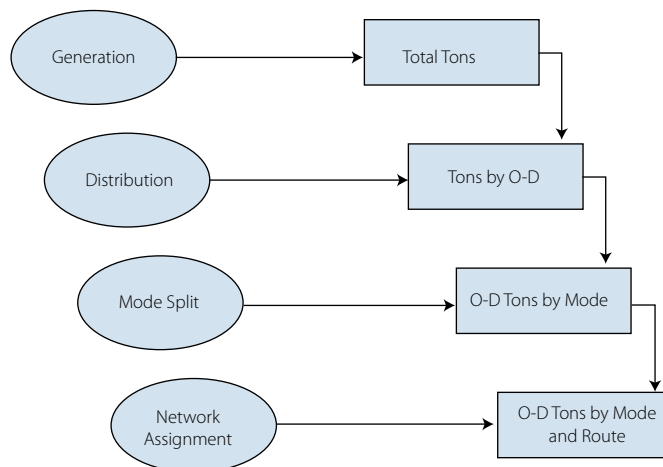 Generation
Total Tons
Distribution
Tons by O-D
Mode Split
O-D Tons by Mode
Network
Assignment
O-D Tons by Mode
and Route